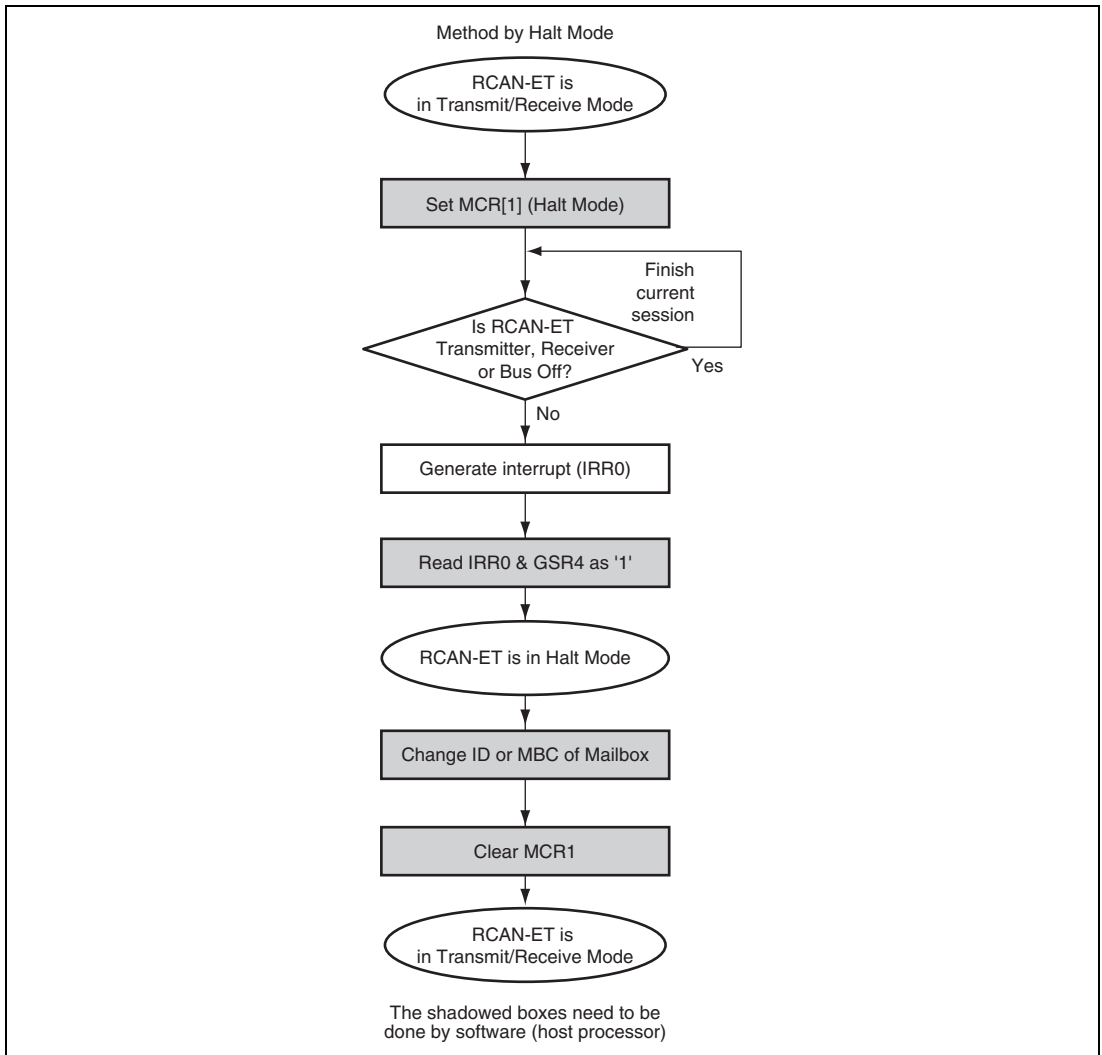 Method by Halt Mode
RCAN-ET is
in Transmit/Receive Mode
Set MCR[1] (Halt Mode)
Finish
current
session
Is RCAN-ET
Transmitter, Receiver
or Bus Off?
Yes
No
Generate interrupt (IRR0)
Read IRR0 & GSR4 as '1'
RCAN-ET is in Halt Mode
Change ID or MBC of Mailbox
Clear MCR1
RCAN-ET is
in Transmit/Receive Mode
The shadowed boxes need to be
done by software (host processor)